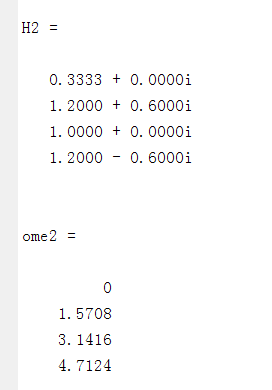 H2 =
0.3333 + 0.0000i
1.2000 + 0.6000i
1.0000 + 0.0000i
1.2000 - 0.6000i
ome2 =
0
1.5708
3.1416
4.7124